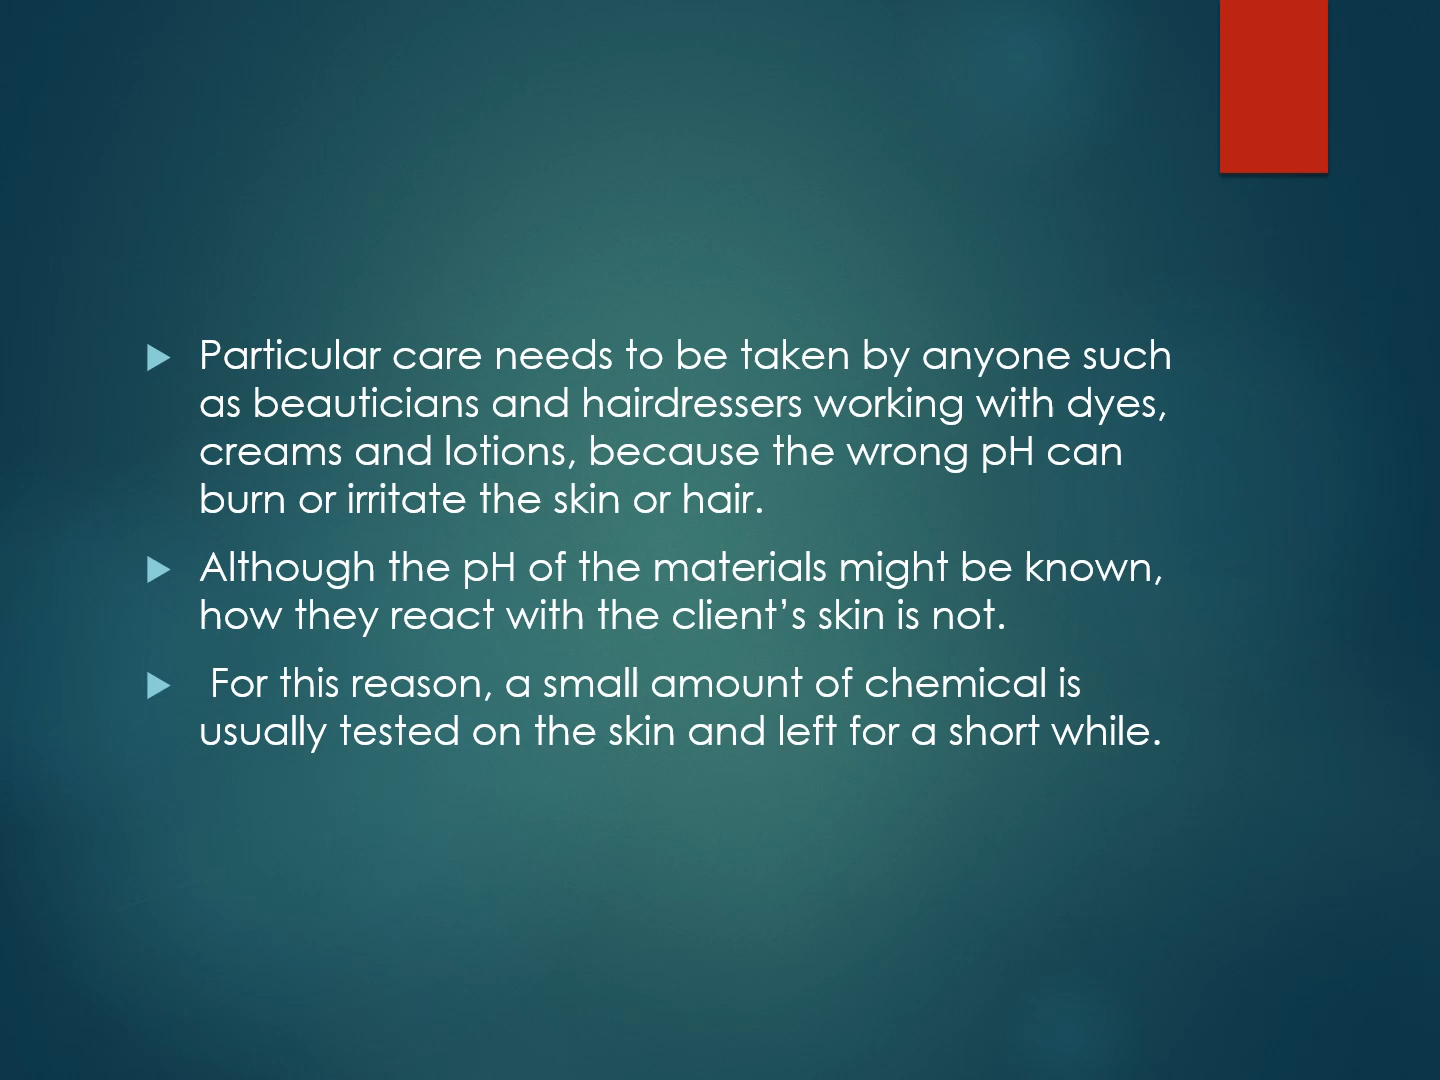 Particular care needs to be taken by anyone such
as beauticians and hairdressers working with dyes,
creams and lotions, because the wrong pH can
burn or irritate the skin or hair.
Although the pH of the materials might be known,
how they react with the client’s skin is not.
For this reason, a small amount of chemical is
usually tested on the skin and left for a short while.